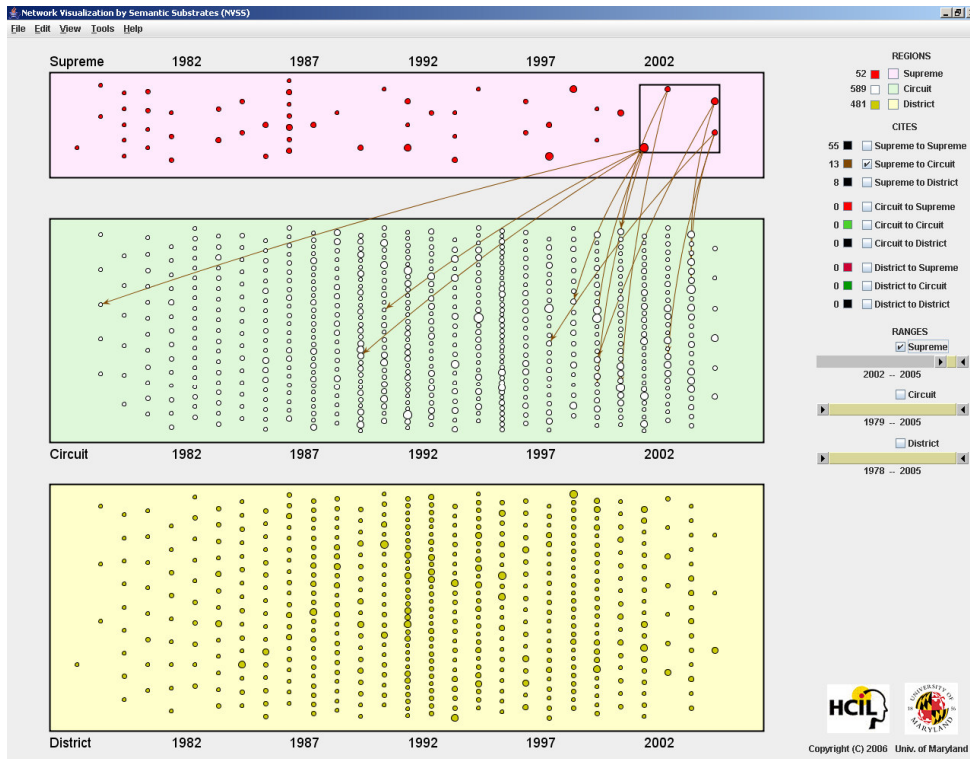 Network Visualization by Semantic Substrates (NVSS)
File Edit View Tools Help
Supreme 1982 1987 1992 1997 2002
REGIONS
52 Supreme
589 Circuit
481 District
CITES
55 Supreme to Supreme
13 Supreme to Circuit
8 Supreme to District
0 Circuit to Supreme
0 Circuit to Circuit
0 Circuit to District
0 District to Supreme
0 District to Circuit
0 District to District
RANGES
Supreme
2002 -- 2005
Circuit
1979 -- 2005
District
1978 -- 2005
Circuit 1982 1987 1992 1997 2002
District 1982 1987 1992 1997 2002
HCIL
UNIVERSITY OF
18 56
MARYLAND
Copyright (C) 2006 Univ. of Maryland